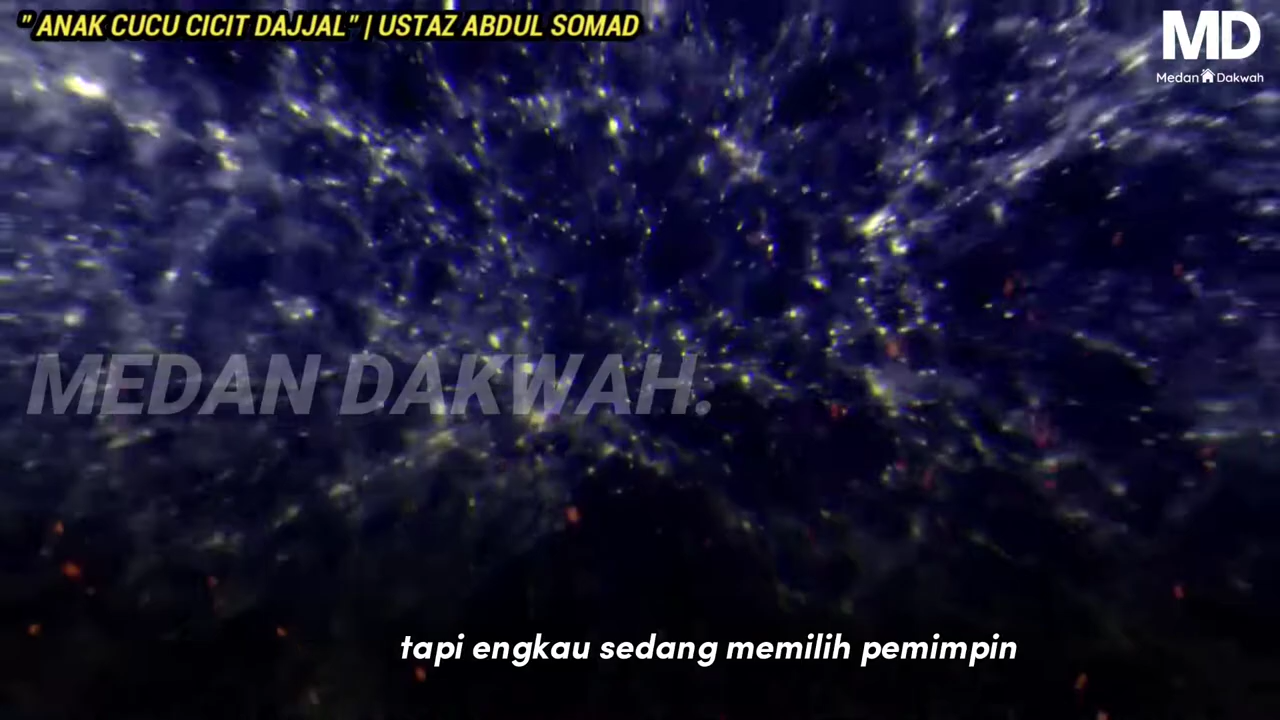 " ANAK CUCU CICIT DAJJAL" | USTAZ ABDUL SOMAD
MD
Medan Dakwah
MEDAN DAKWAH.
tapi engkau sedang memilih pemimpin